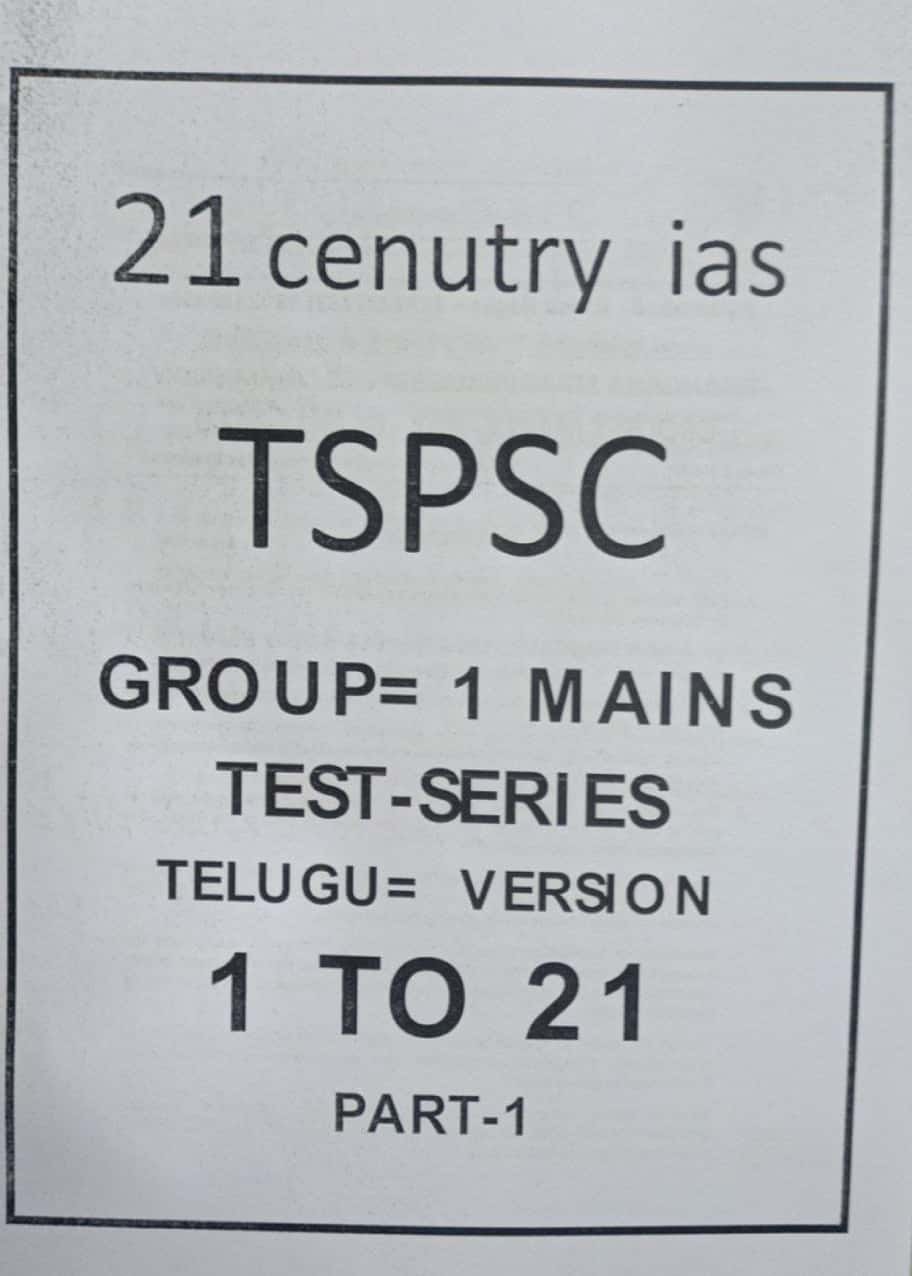 21 cenutry ias
TSPSC
GROUP= 1 MAINS
TEST-SERIES
TELUGU= VERSION
1 TO 21
PART-1